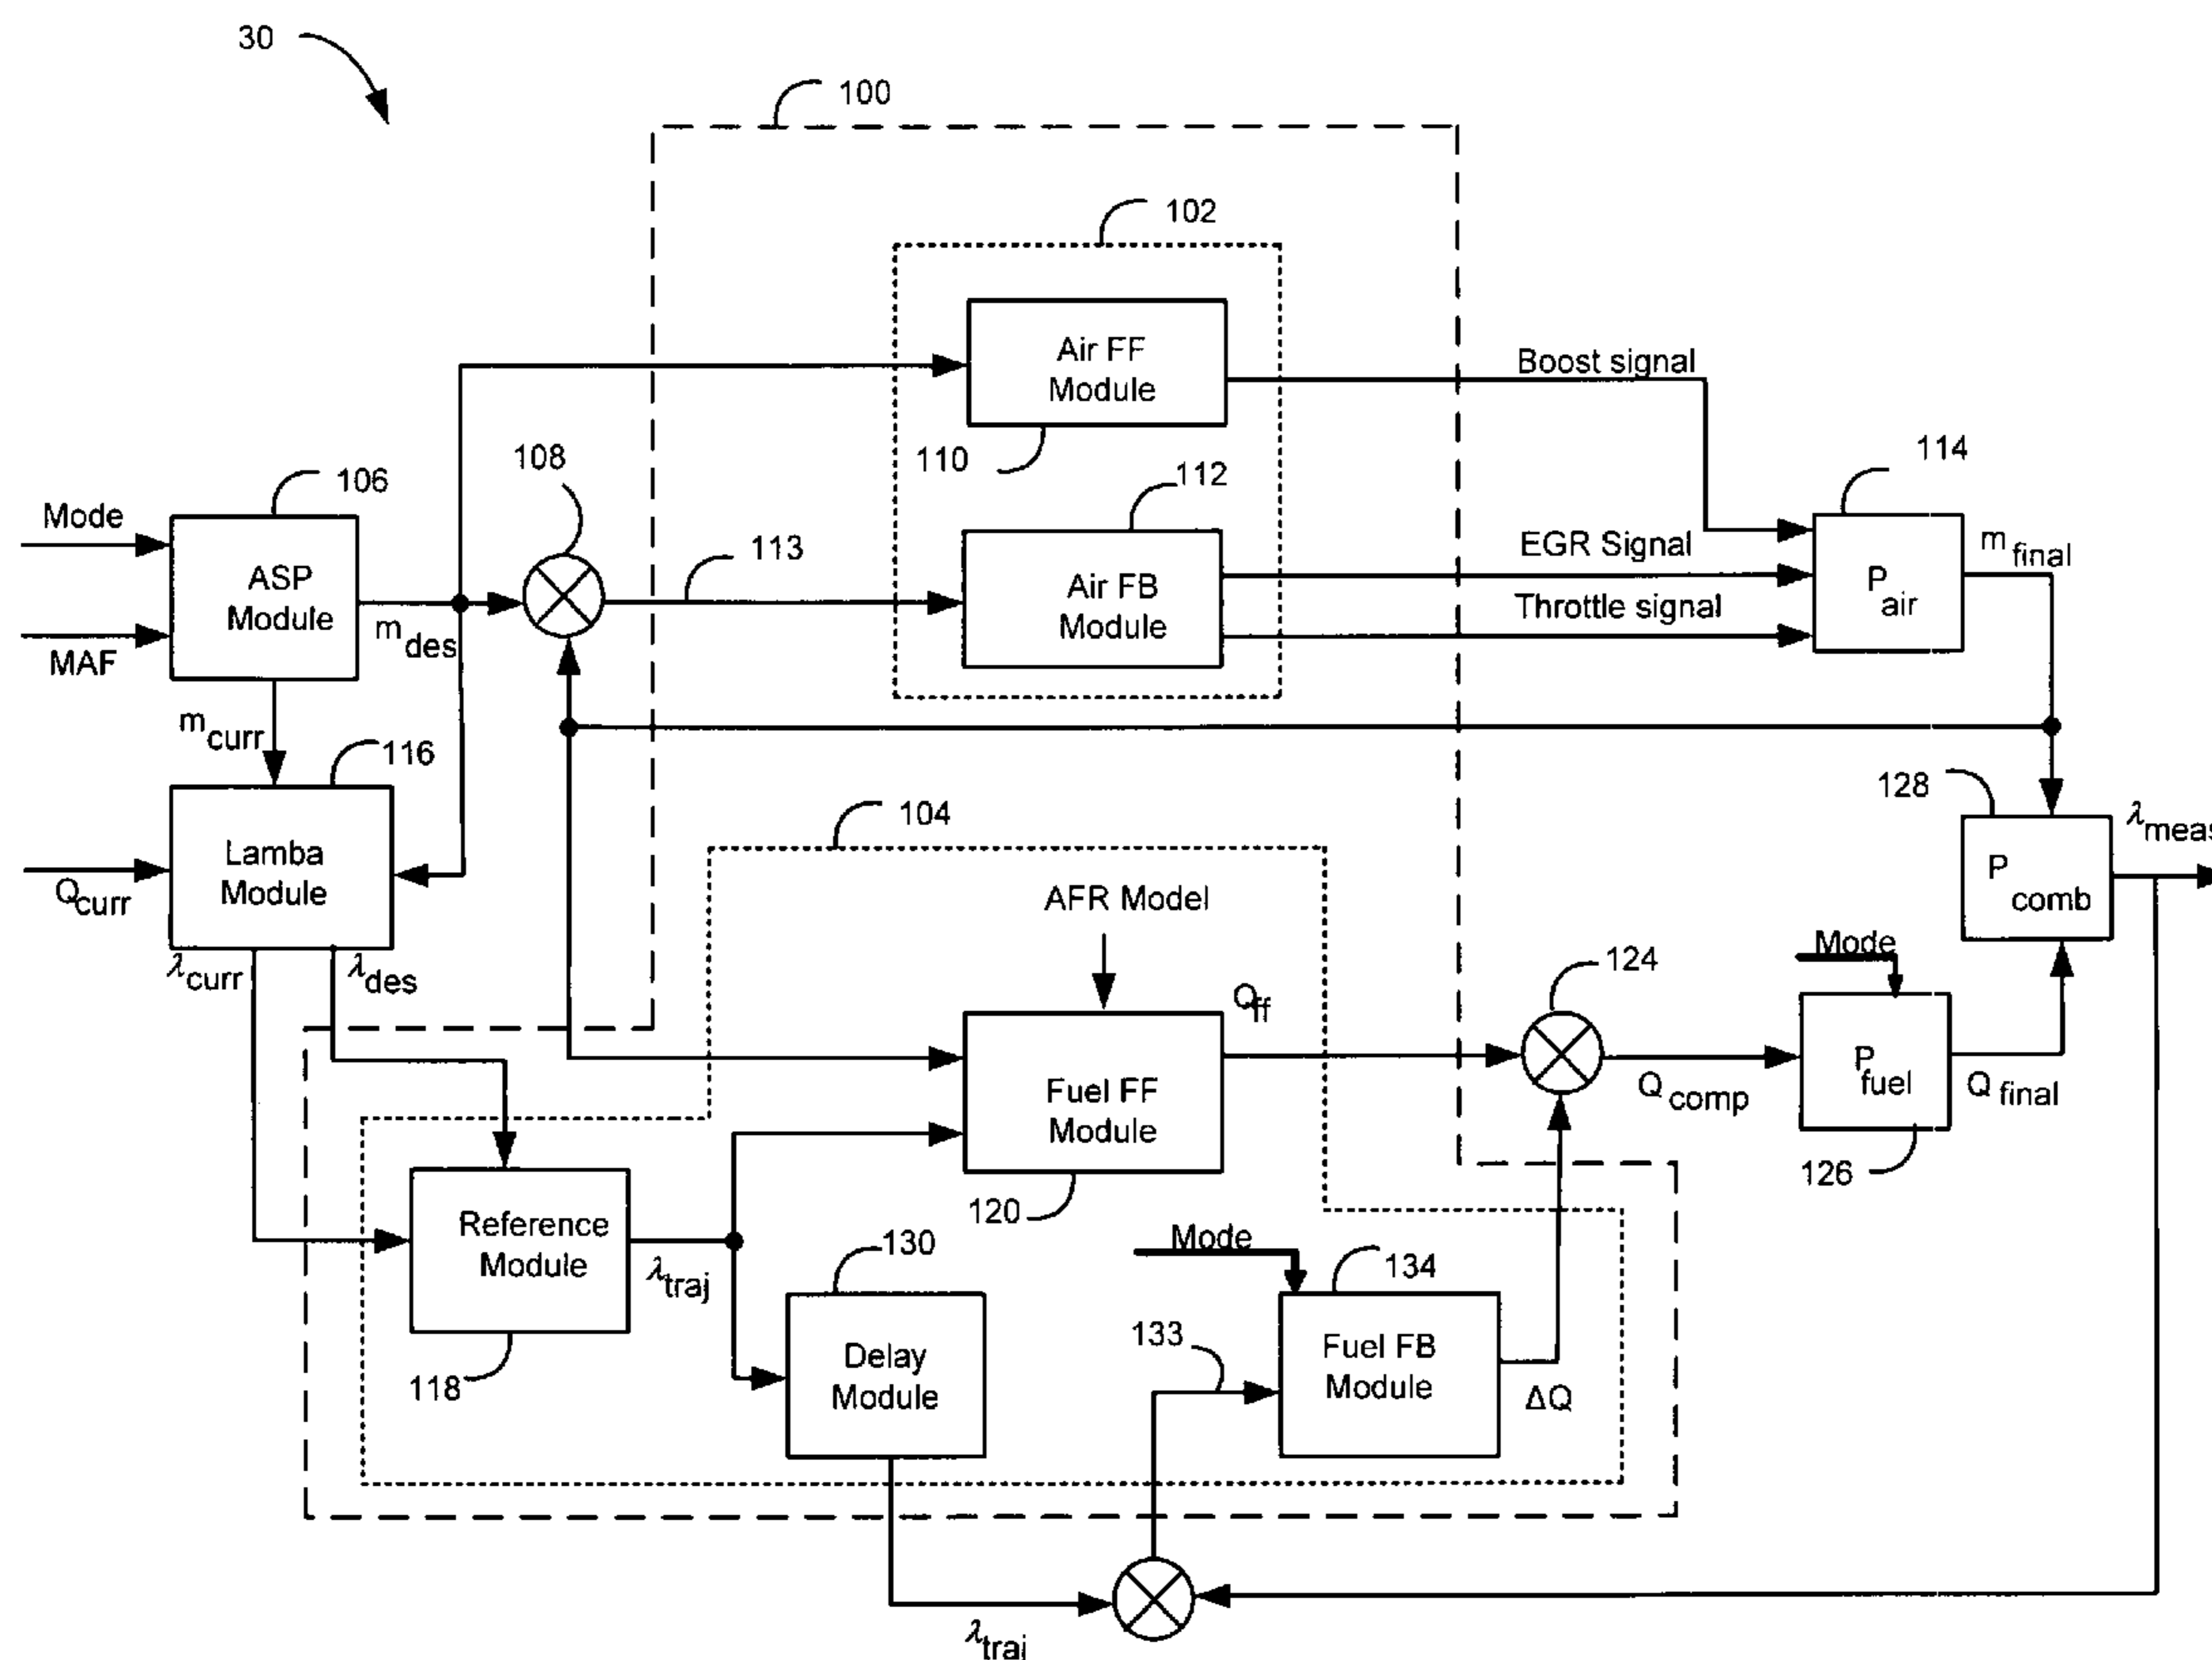 30
100
102
Air FF
Module
110
Boost signal
108
112
114
106
Mode
MAF
ASP
Module
m des
113
Air FB
Module
EGR Signal
Throttle signal
P air
m final
m curr
116
104
128
λ meas
Q curr
Lamba
Module
AFR Model
P comb
λ curr
λ des
Q ff
124
Mode
Fuel FF
Module
Q comp
P fuel
Q final
120
126
Reference
Module
λ traj
118
130
Delay
Module
Mode
134
133
Fuel FB
Module
ΔQ
λ traj